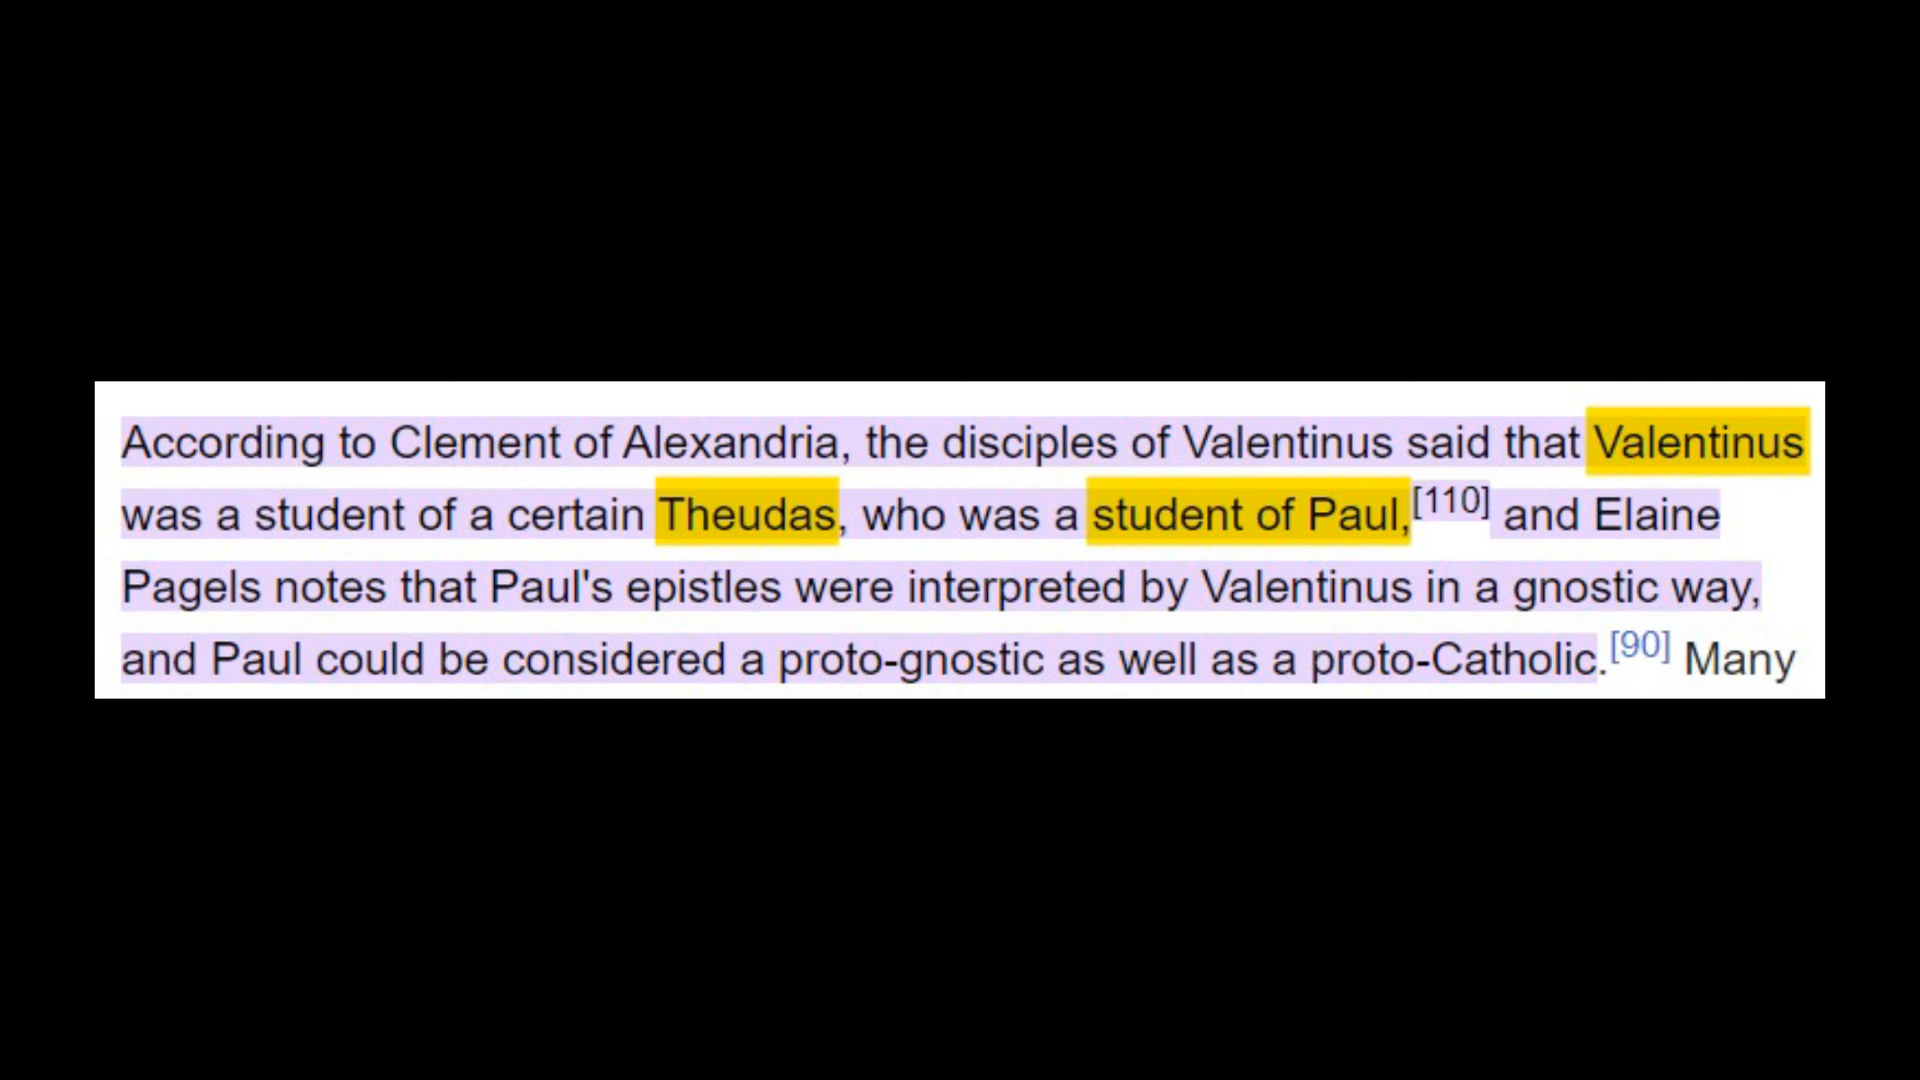 According to Clement of Alexandria, the disciples of Valentinus said that Valentinus
was a student of a certain Theudas, who was a student of Paul,[110] and Elaine
Pagels notes that Paul's epistles were interpreted by Valentinus in a gnostic way,
and Paul could be considered a proto-gnostic as well as a proto-Catholic.[90] Many